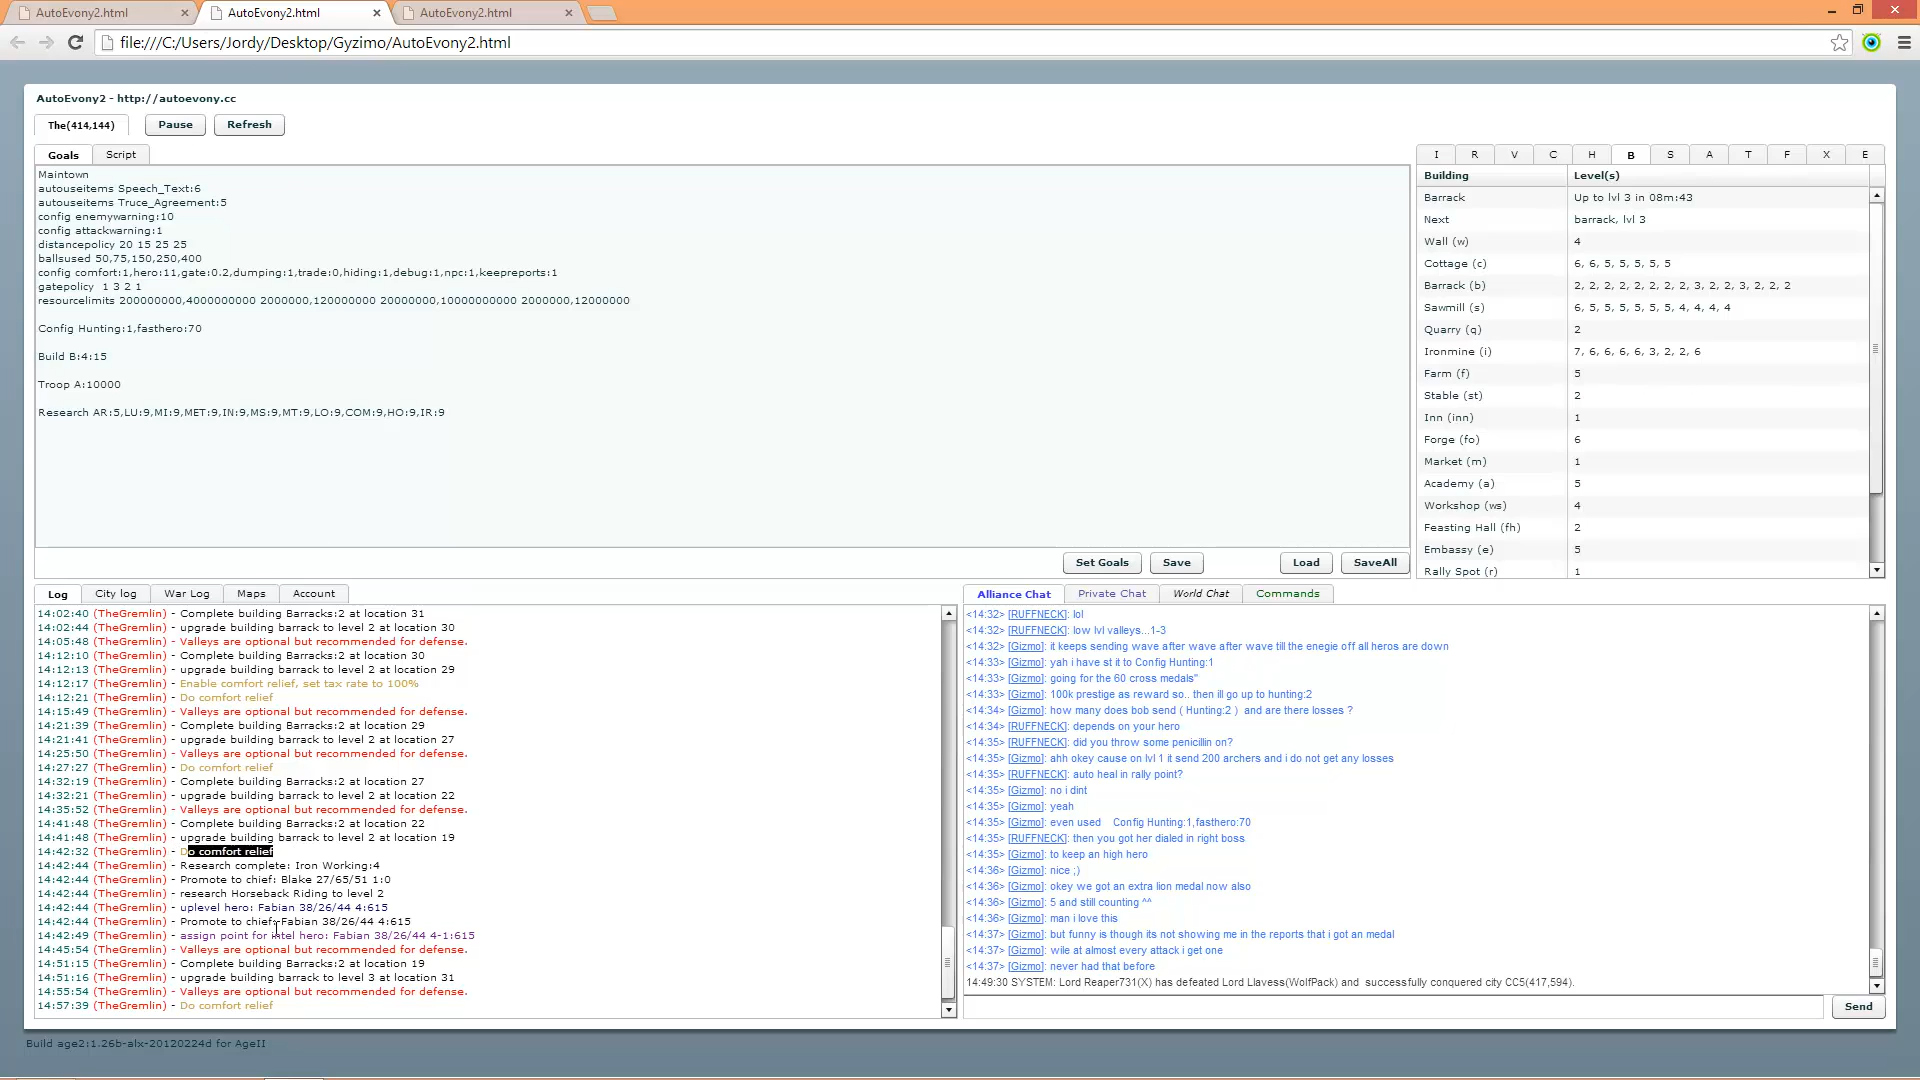 AutoEvony2.html
AutoEvony2.html
AutoEvony2.html
file:///C:/Users/Jordy/Desktop/Gyzimo/AutoEvony2.html
AutoEvony2 - http://autoevony.cc
The(414,144) Pause Refresh
Goals Script
Maintown
autouseitems Speech_Text:6
autouseitems Truce_Agreement:5
config enemywarning:10
config attackwarning:1
distancepolicy 20 15 25 25
ballsused 50,75,150,250,400
config comfort:1,hero:11,gate:0.2,dumping:1,trade:0,hiding:1,debug:1,npc:1,keepreports:1
gatepolicy 1 3 2 1
resourcelimits 200000000,4000000000 2000000,120000000 20000000,10000000000 2000000,12000000
Config Hunting:1,fasthero:70
Build B:4:15
Troop A:10000
Research AR:5,LU:9,MI:9,MET:9,IN:9,MS:9,MT:9,LO:9,COM:9,HO:9,IR:9
Set Goals Save Load SaveAll
I R V C H B S A T F X E
Building Level(s)
Barrack Up to lvl 3 in 08m:43
Next barrack, lvl 3
Wall (w) 4
Cottage (c) 6, 6, 5, 5, 5, 5, 5
Barrack (b) 2, 2, 2, 2, 2, 2, 2, 2, 3, 2, 2, 3, 2, 2, 2
Sawmill (s) 6, 5, 5, 5, 5, 5, 5, 4, 4, 4, 4
Quarry (q) 2
Ironmine (i) 7, 6, 6, 6, 6, 3, 2, 2, 6
Farm (f) 5
Stable (st) 2
Inn (inn) 1
Forge (fo) 6
Market (m) 1
Academy (a) 5
Workshop (ws) 4
Feasting Hall (fh) 2
Embassy (e) 5
Rally Spot (r) 1
Log City log War Log Maps Account
14:02:40 (TheGremlin) - Complete building Barracks:2 at location 31
14:02:44 (TheGremlin) - upgrade building barrack to level 2 at location 30
14:05:48 (TheGremlin) - Valleys are optional but recommended for defense.
14:12:10 (TheGremlin) - Complete building Barracks:2 at location 30
14:12:13 (TheGremlin) - upgrade building barrack to level 2 at location 29
14:12:17 (TheGremlin) - Enable comfort relief, set tax rate to 100%
14:12:21 (TheGremlin) - Do comfort relief
14:15:49 (TheGremlin) - Valleys are optional but recommended for defense.
14:21:39 (TheGremlin) - Complete building Barracks:2 at location 29
14:21:41 (TheGremlin) - upgrade building barrack to level 2 at location 27
14:25:50 (TheGremlin) - Valleys are optional but recommended for defense.
14:27:27 (TheGremlin) - Do comfort relief
14:32:19 (TheGremlin) - Complete building Barracks:2 at location 27
14:32:21 (TheGremlin) - upgrade building barrack to level 2 at location 22
14:35:52 (TheGremlin) - Valleys are optional but recommended for defense.
14:41:48 (TheGremlin) - Complete building Barracks:2 at location 22
14:41:48 (TheGremlin) - upgrade building barrack to level 2 at location 19
14:42:32 (TheGremlin) - Do comfort relief
14:42:44 (TheGremlin) - Research complete: Iron Working:4
14:42:44 (TheGremlin) - Promote to chief: Blake 27/65/51 1:0
14:42:44 (TheGremlin) - research Horseback Riding to level 2
14:42:44 (TheGremlin) - uplevel hero: Fabian 38/26/44 4:615
14:42:44 (TheGremlin) - Promote to chief: Fabian 38/26/44 4:615
14:42:49 (TheGremlin) - assign point for intel hero: Fabian 38/26/44 4-1:615
14:45:54 (TheGremlin) - Valleys are optional but recommended for defense.
14:51:15 (TheGremlin) - Complete building Barracks:2 at location 19
14:51:16 (TheGremlin) - upgrade building barrack to level 3 at location 31
14:55:54 (TheGremlin) - Valleys are optional but recommended for defense.
14:57:39 (TheGremlin) - Do comfort relief
Alliance Chat Private Chat World Chat Commands
<14:32> [RUFFNECK]: lol
<14:32> [RUFFNECK]: low lvl valleys...1-3
<14:32> [Gizmo]: it keeps sending wave after wave after wave till the enegie off all heros are down
<14:33> [Gizmo]: yah i have st it to Config Hunting:1
<14:33> [Gizmo]: going for the 60 cross medals"
<14:33> [Gizmo]: 100k prestige as reward so.. then ill go up to hunting:2
<14:34> [Gizmo]: how many does bob send ( Hunting:2 ) and are there losses ?
<14:34> [RUFFNECK]: depends on your hero
<14:35> [RUFFNECK]: did you throw some penicillin on?
<14:35> [Gizmo]: ahh okey cause on lvl 1 it send 200 archers and i do not get any losses
<14:35> [RUFFNECK]: auto heal in rally point?
<14:35> [Gizmo]: no i dint
<14:35> [Gizmo]: yeah
<14:35> [Gizmo]: even used Config Hunting:1,fasthero:70
<14:35> [RUFFNECK]: then you got her dialed in right boss
<14:35> [Gizmo]: to keep an high hero
<14:36> [Gizmo]: nice ;)
<14:36> [Gizmo]: okey we got an extra lion medal now also
<14:36> [Gizmo]: 5 and still counting ^^
<14:36> [Gizmo]: man i love this
<14:37> [Gizmo]: but funny is though its not showing me in the reports that i got an medal
<14:37> [Gizmo]: wile at almost every attack i get one
<14:37> [Gizmo]: never had that before
14:49:30 SYSTEM: Lord Reaper731(X) has defeated Lord Llavess(WolfPack) and successfully conquered city CC5(417,594).
Send
Build age2:1.26b-alx-20120224d for AgeII